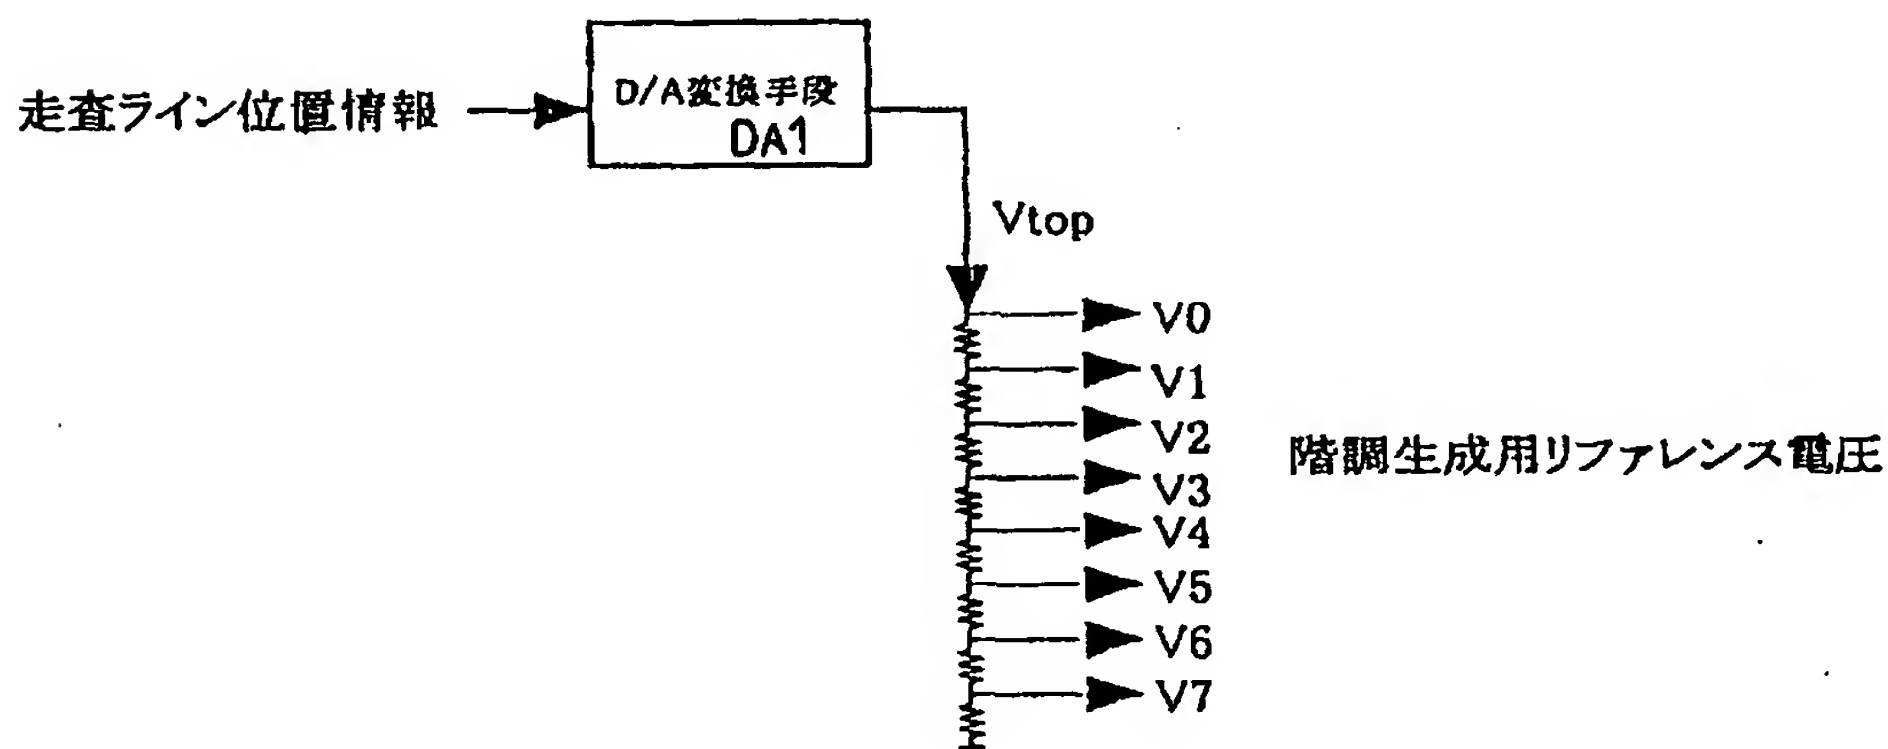 走査ライン位置情報
D/A変換手段
DA1
Vtop
V0
V1
V2
V3
V4
V5
V6
V7
階調生成用リファレンス電圧